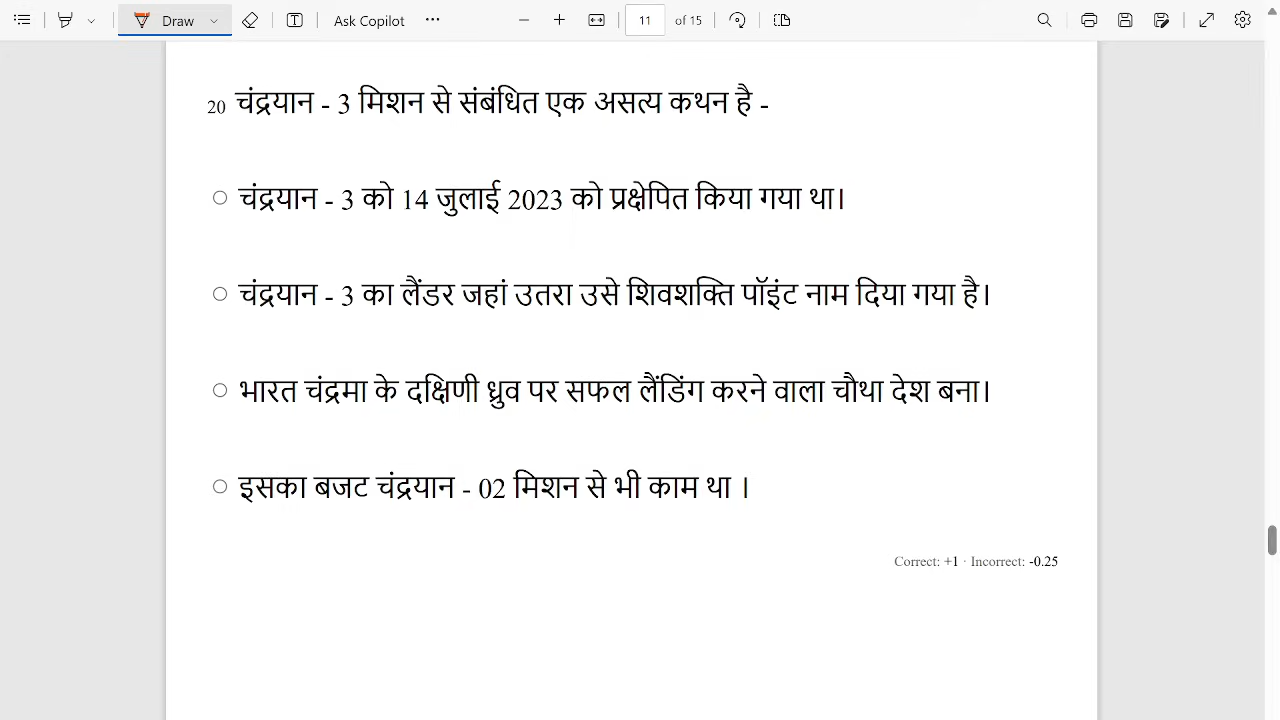 Draw
Ask Copilot
11 of 15
20 चंद्रयान - 3 मिशन से संबंधित एक असत्य कथन है -
चंद्रयान - 3 को 14 जुलाई 2023 को प्रक्षेपित किया गया था।
चंद्रयान - 3 का लैंडर जहां उतरा उसे शिवशक्ति पॉइंट नाम दिया गया है।
भारत चंद्रमा के दक्षिणी ध्रुव पर सफल लैंडिंग करने वाला चौथा देश बना।
इसका बजट चंद्रयान - 02 मिशन से भी काम था ।
Correct: +1 · Incorrect: -0.25